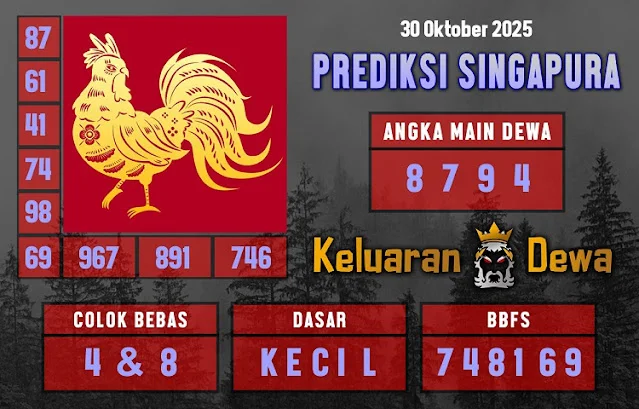 30 Oktober 2025
PREDIKSI SINGAPURA
87
61
41
74
98
69 967 891 746
ANGKA MAIN DEWA
8 7 9 4
Keluaran Dewa
COLOK BEBAS
4 & 8
DASAR
KECIL
BBFS
748169